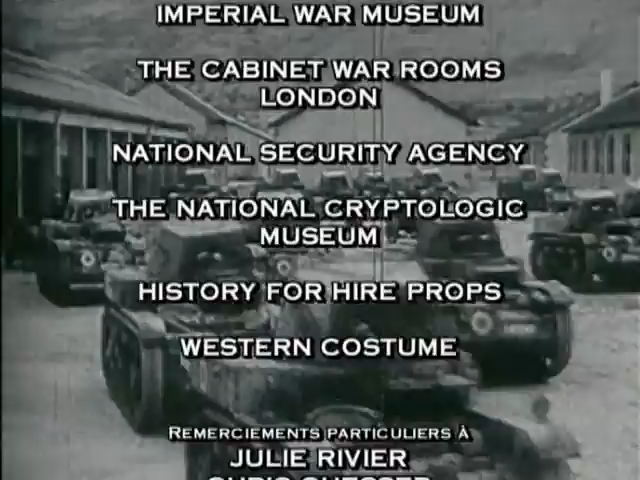 IMPERIAL WAR MUSEUM
THE CABINET WAR ROOMS
LONDON
NATIONAL SECURITY AGENCY
THE NATIONAL CRYPTOLOGIC
MUSEUM
HISTORY FOR HIRE PROPS
WESTERN COSTUME
REMERCIEMENTS PARTICULIERS À
JULIE RIVIER